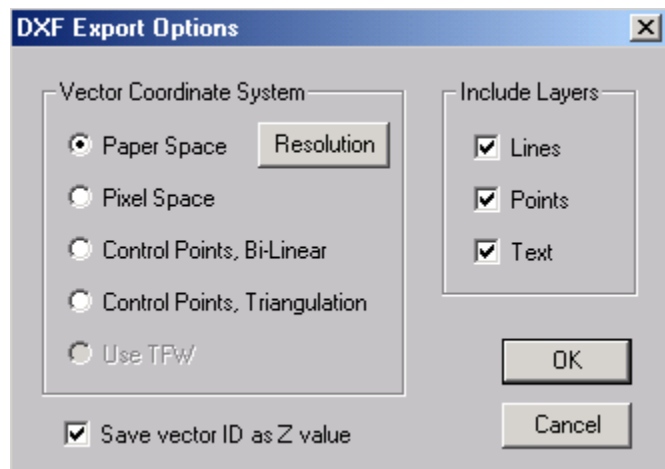 DXF Export Options
Vector Coordinate System
Paper Space
Resolution
Pixel Space
Control Points, Bi-Linear
Control Points, Triangulation
Use TFW
Save vector ID as Z value
Include Layers
Lines
Points
Text
OK
Cancel